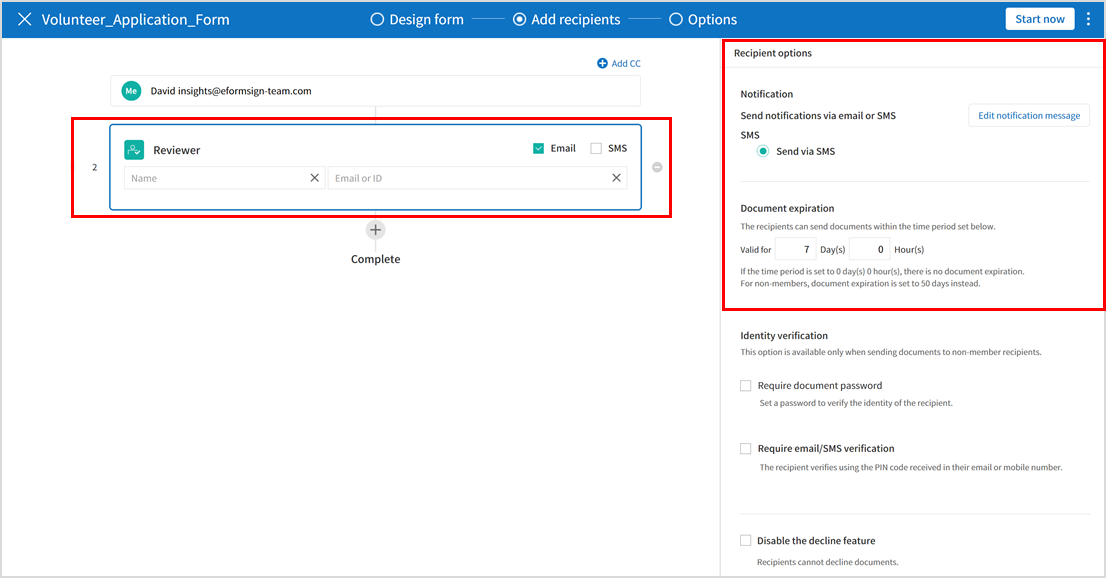 Volunteer_Application_Form
Design form
Add recipients
Options
Start now
Add CC
Me
David insights@eformsign-team.com
2
Reviewer
Email
SMS
Name
Email or ID
Complete
Recipient options
Notification
Send notifications via email or SMS
Edit notification message
SMS
Send via SMS
Document expiration
The recipients can send documents within the time period set below.
Valid for 7 Day(s) 0 Hour(s)
If the time period is set to 0 day(s) 0 hour(s), there is no document expiration.
For non-members, document expiration is set to 50 days instead.
Identity verification
This option is available only when sending documents to non-member recipients.
Require document password
Set a password to verify the identity of the recipient.
Require email/SMS verification
The recipient verifies using the PIN code received in their email or mobile number.
Disable the decline feature
Recipients cannot decline documents.